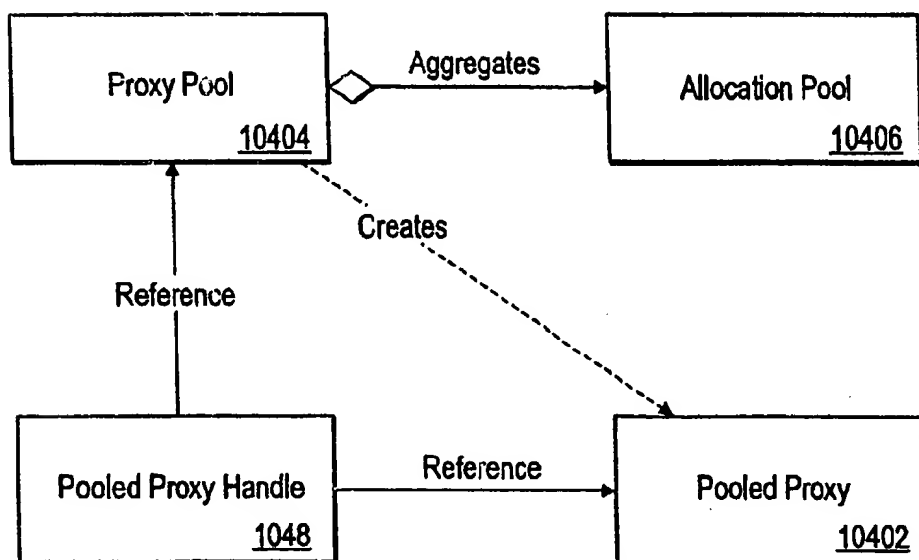 Proxy Pool
10404
Aggregates
Allocation Pool
10406
Creates
Reference
Pooled Proxy Handle
1048
Reference
Pooled Proxy
10402